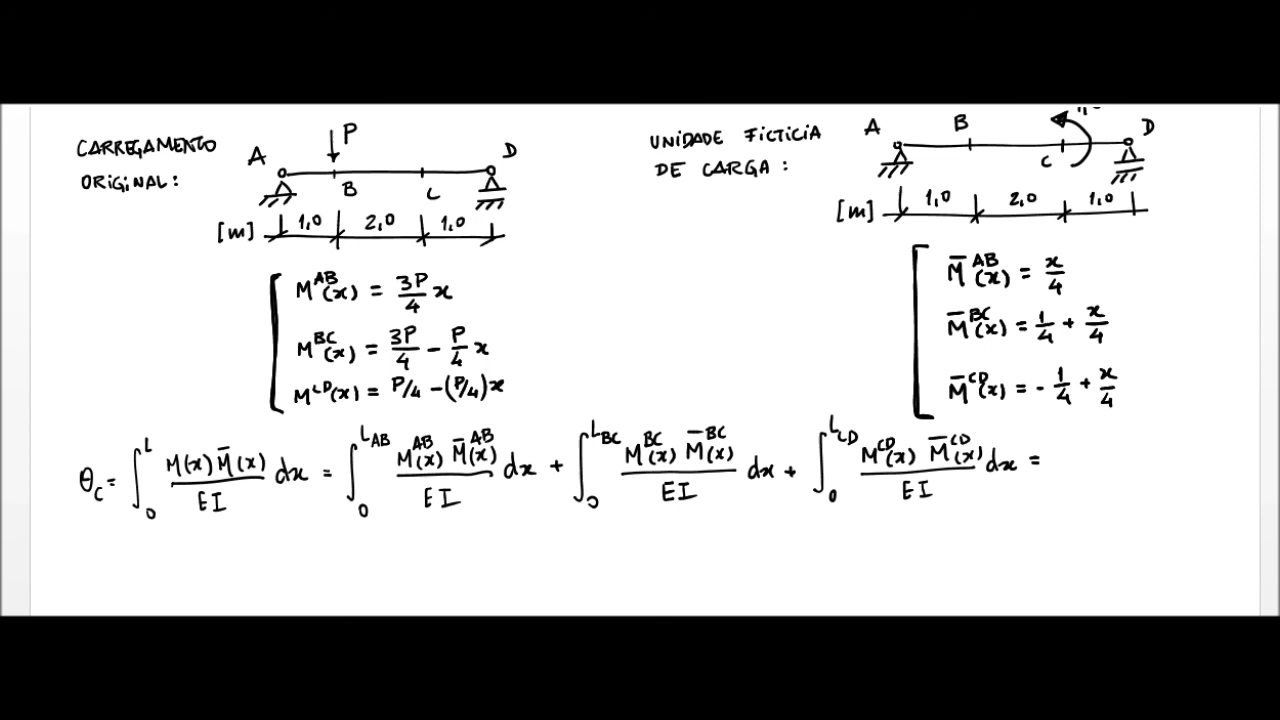 CARREGAMENTO
ORIGINAL:
A
P
B
C
D
[m] 1,0 2,0 1,0
M^AB(x) = 3P/4 x
M^BC(x) = 3P/4 - P/4 x
M^CD(x) = P/4 - (P/4)x
UNIDADE FICTICIA
DE CARGA:
A
B
C
D
[m] 1,0 2,0 1,0
M̅^AB(x) = x/4
M̅^BC(x) = 1/4 + x/4
M̅^CD(x) = - 1/4 + x/4
θ_C = ∫_0^L M(x) M̅(x)/EI dx = ∫_0^L_AB M^AB(x) M̅^AB(x)/EI dx + ∫_0^L_BC M^BC(x) M̅^BC(x)/EI dx + ∫_0^L_CD M^CD(x) M̅^CD(x)/EI dx =